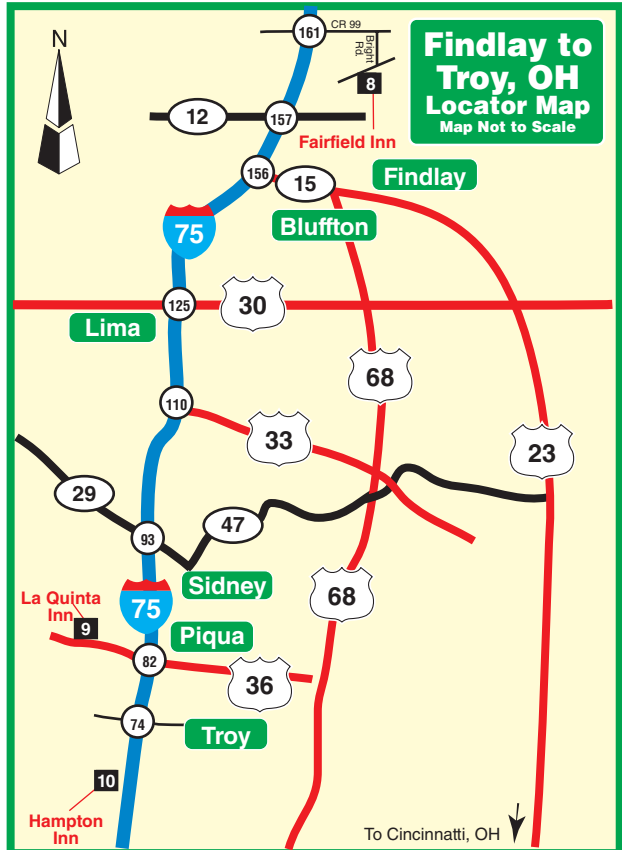 161
CR 99
Bright
Rd.
8
Fairfield Inn
Findlay to
Troy, OH
Locator Map
Map Not to Scale
N
12
157
156
15
Findlay
Bluffton
75
125
30
Lima
68
110
33
23
29
47
93
Sidney
75
La Quinta
Inn
9
68
Piqua
82
36
74
Troy
10
Hampton
Inn
To Cincinnatti, OH